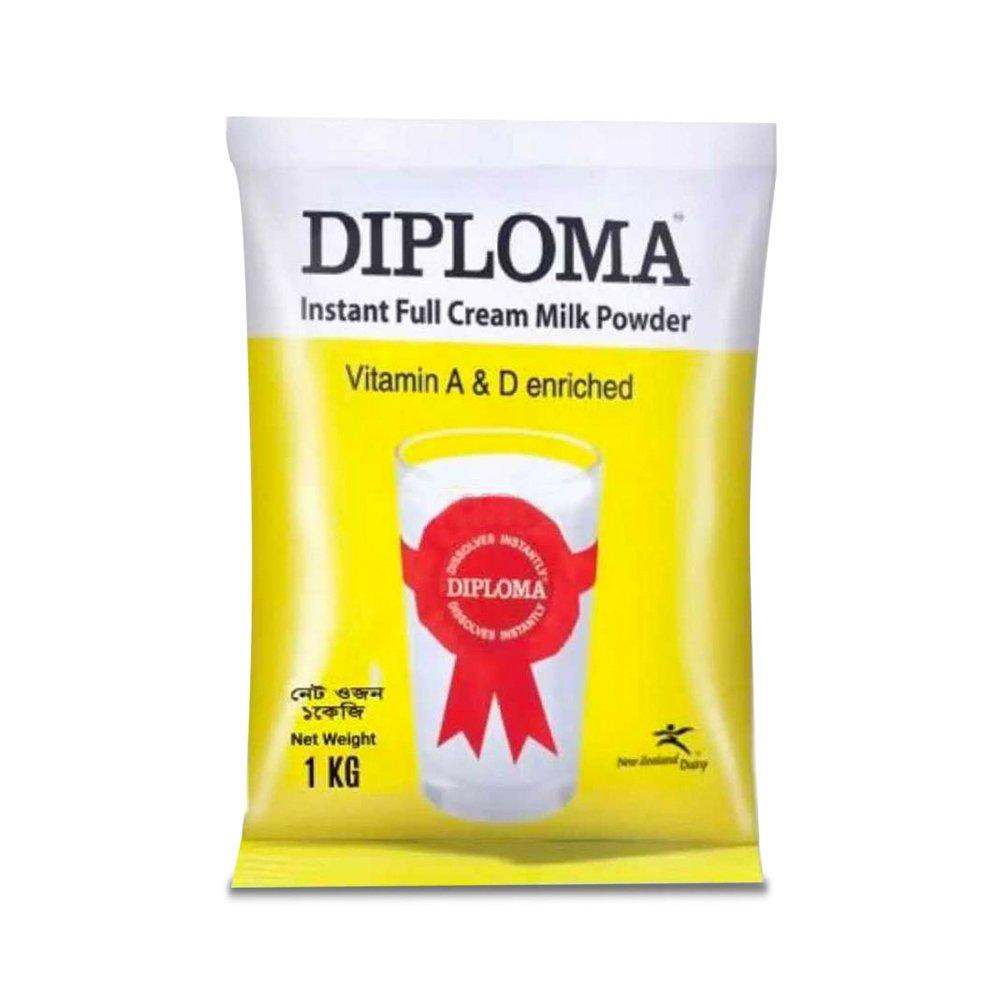 DIPLOMA
Instant Full Cream Milk Powder
Vitamin A & D enriched
DISSOLVES INSTANTLY
DIPLOMA
DISSOLVES INSTANTLY
নেট ওজন
১কেজি
Net Weight
1 KG
New Zealand Dairy